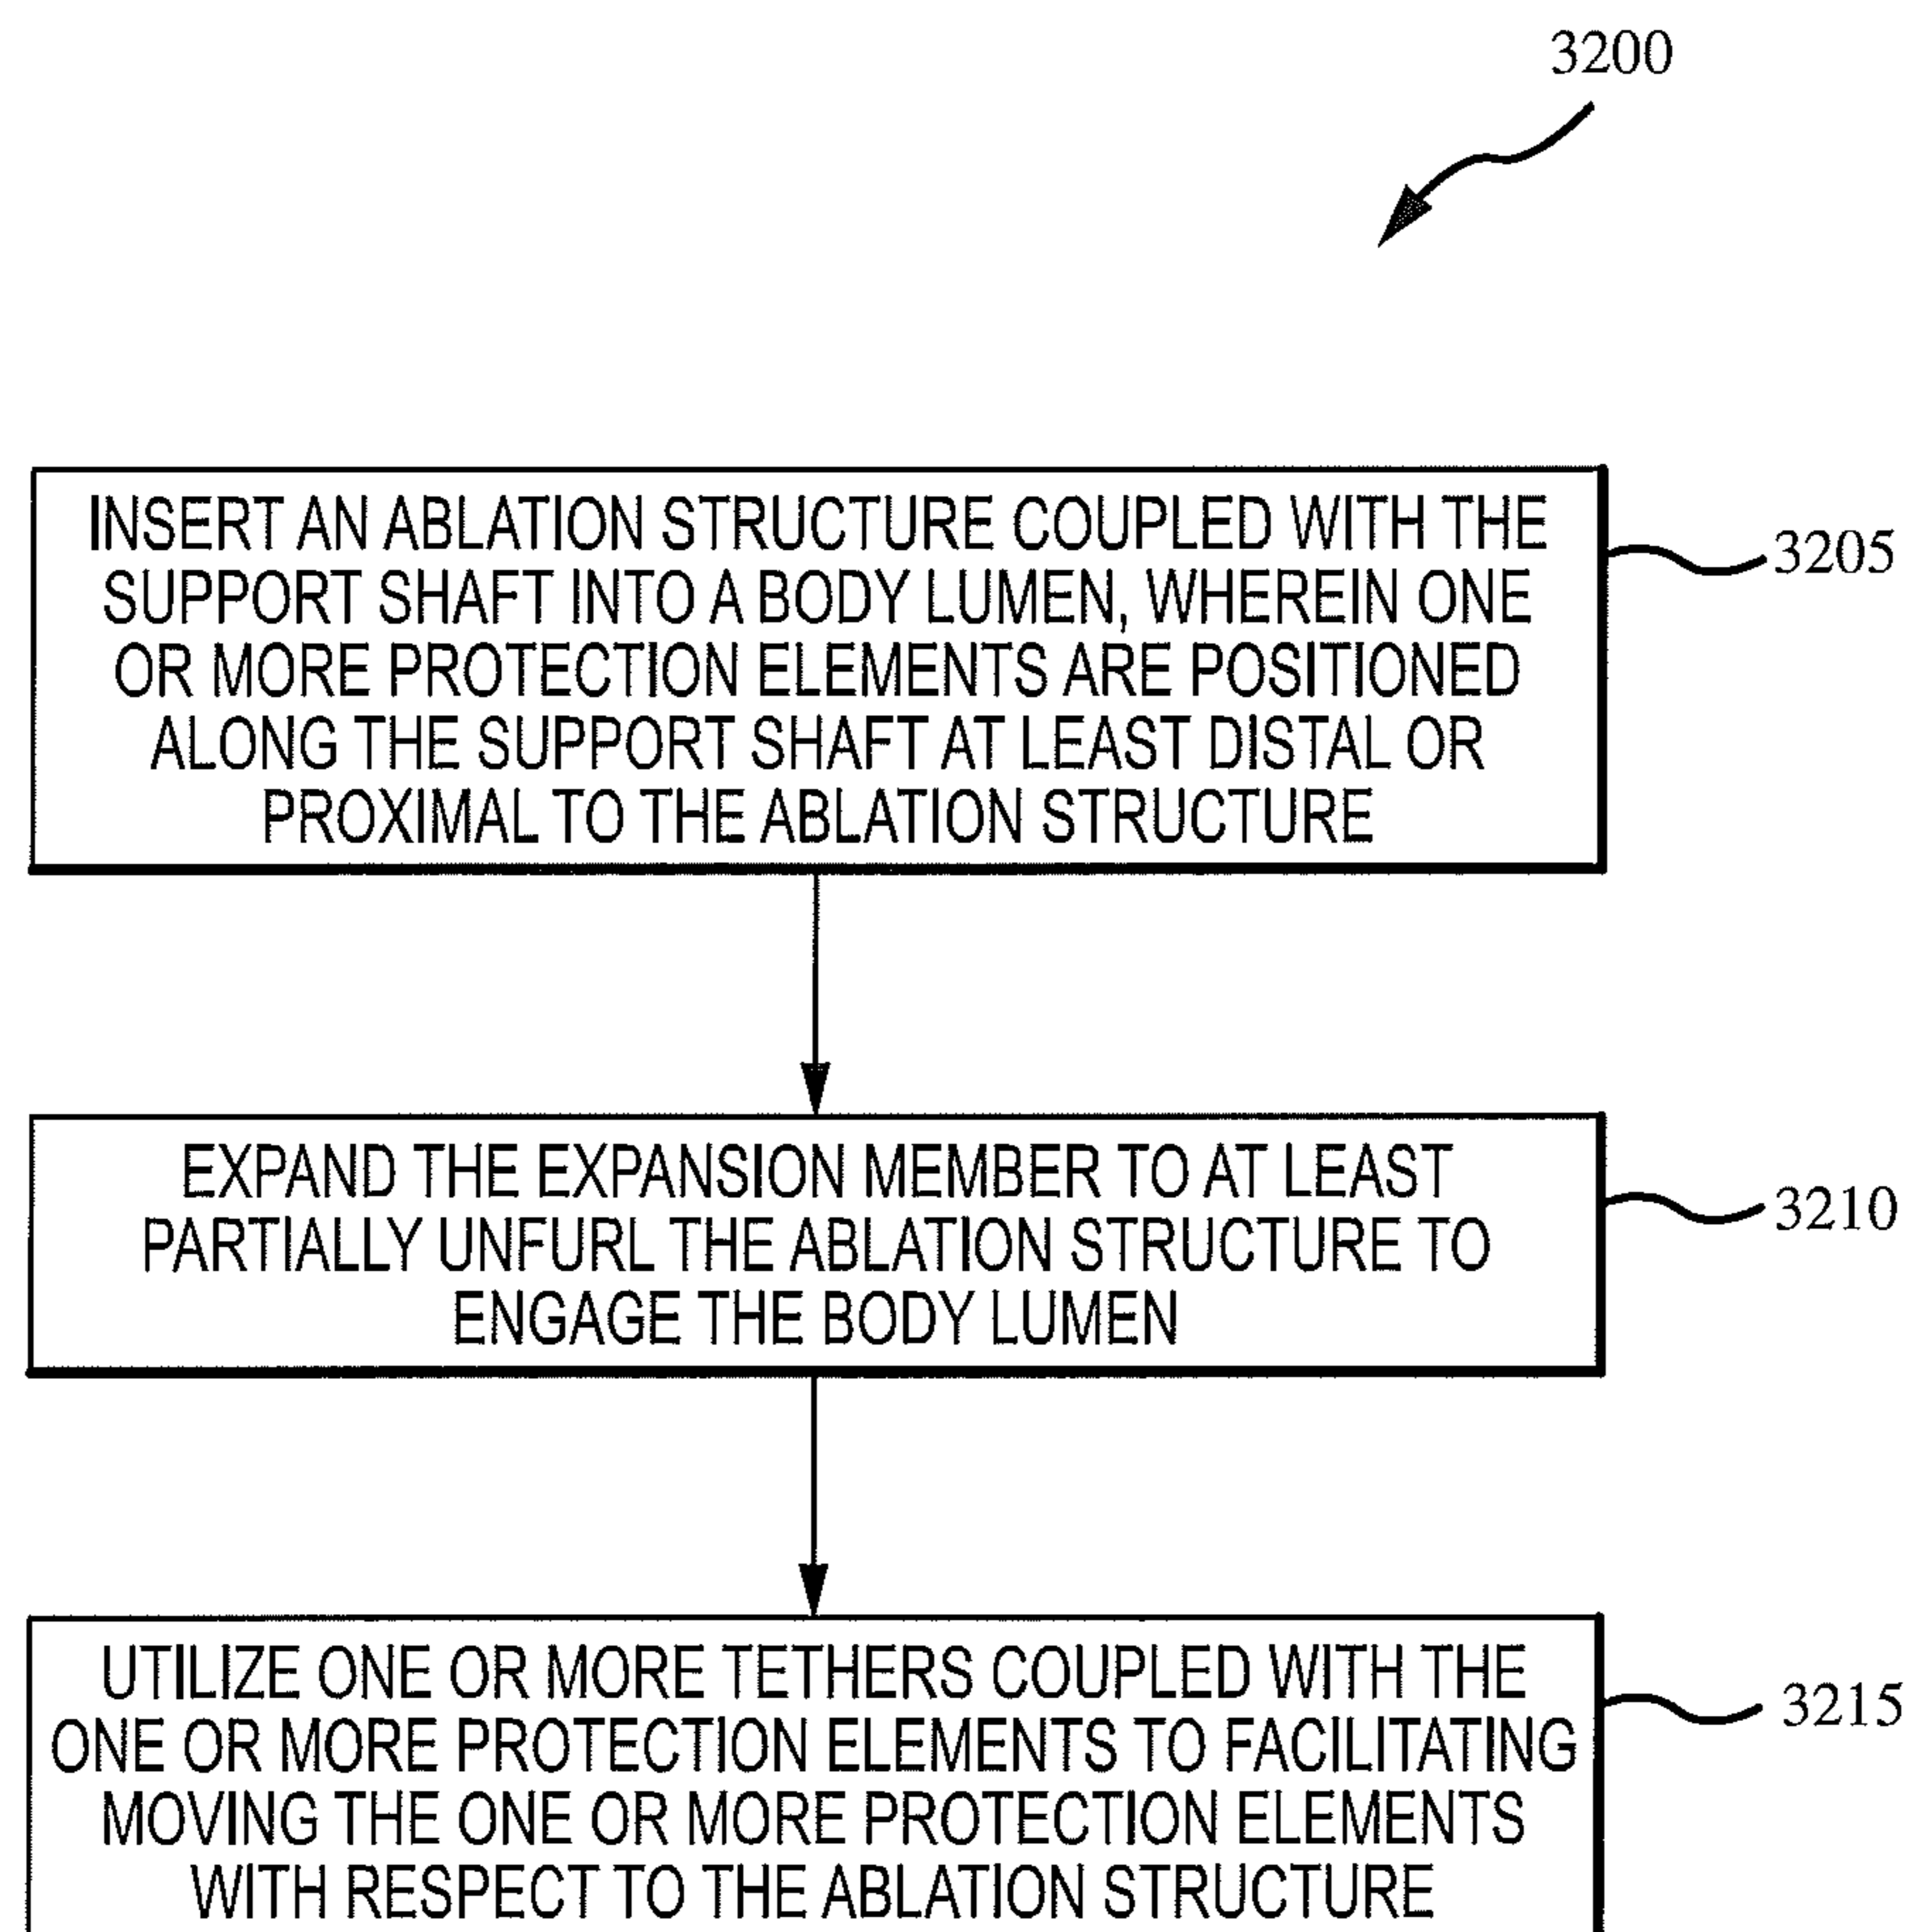 3200
INSERT AN ABLATION STRUCTURE COUPLED WITH THE
SUPPORT SHAFT INTO A BODY LUMEN, WHEREIN ONE
OR MORE PROTECTION ELEMENTS ARE POSITIONED
ALONG THE SUPPORT SHAFT AT LEAST DISTAL OR
PROXIMAL TO THE ABLATION STRUCTURE
3205
EXPAND THE EXPANSION MEMBER TO AT LEAST
PARTIALLY UNFURL THE ABLATION STRUCTURE TO
ENGAGE THE BODY LUMEN
3210
UTILIZE ONE OR MORE TETHERS COUPLED WITH THE
ONE OR MORE PROTECTION ELEMENTS TO FACILITATING
MOVING THE ONE OR MORE PROTECTION ELEMENTS
WITH RESPECT TO THE ABLATION STRUCTURE
3215